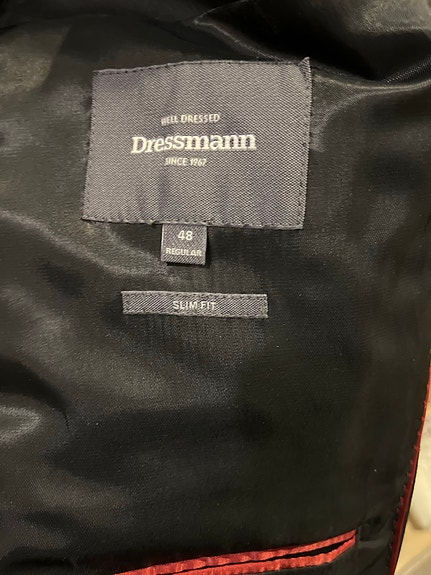 WELL DRESSED
Dressmann
SINCE 1967
48
REGULAR
SLIM FIT